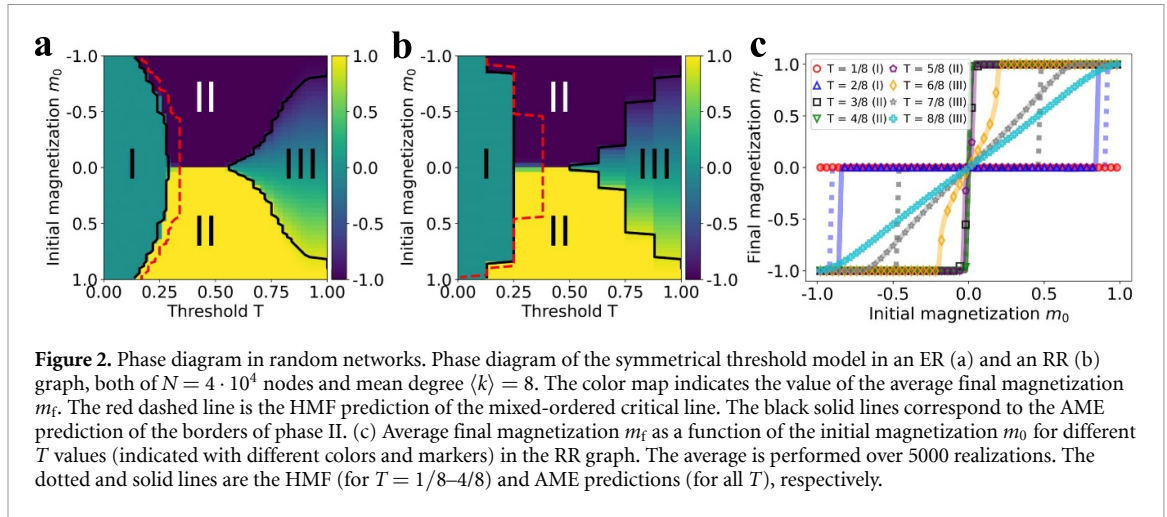 a
b
c
-1.0
-0.5
0.0
0.5
1.0
Initial magnetization m₀
0.00
0.25
0.50
0.75
1.00
Threshold T
I
II
II
III
1.0
0.5
0.0
-0.5
-1.0
-1.0
-0.5
0.0
0.5
1.0
Initial magnetization m₀
0.00
0.25
0.50
0.75
1.00
Threshold T
I
II
II
III
1.0
0.5
0.0
-0.5
-1.0
Final magnetization mf
1.0
0.5
0.0
-0.5
-1.0
T = 1/8 (I) T = 5/8 (II)
T = 2/8 (I) T = 6/8 (III)
T = 3/8 (II) T = 7/8 (III)
T = 4/8 (II) T = 8/8 (III)
-1.0
-0.5
0.0
0.5
1.0
Initial magnetization m₀
Figure 2. Phase diagram in random networks. Phase diagram of the symmetrical threshold model in an ER (a) and an RR (b)
graph, both of N = 4 · 10⁴ nodes and mean degree ⟨k⟩ = 8. The color map indicates the value of the average final magnetization
mf. The red dashed line is the HMF prediction of the mixed-ordered critical line. The black solid lines correspond to the AME
prediction of the borders of phase II. (c) Average final magnetization mf as a function of the initial magnetization m₀ for different
T values (indicated with different colors and markers) in the RR graph. The average is performed over 5000 realizations. The
dotted and solid lines are the HMF (for T = 1/8–4/8) and AME predictions (for all T), respectively.